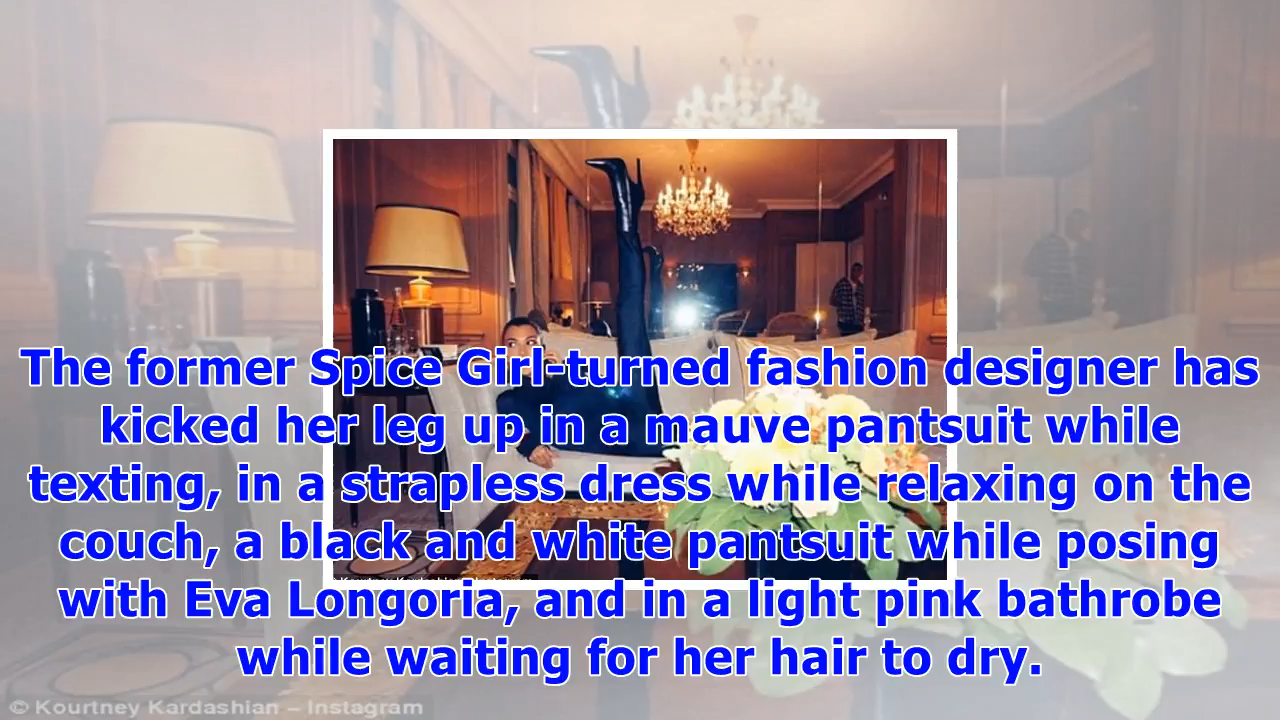 The former Spice Girl-turned fashion designer has
kicked her leg up in a mauve pantsuit while
texting, in a strapless dress while relaxing on the
couch, a black and white pantsuit while posing
with Eva Longoria, and in a light pink bathrobe
while waiting for her hair to dry.
© Kourtney Kardashian – Instagram